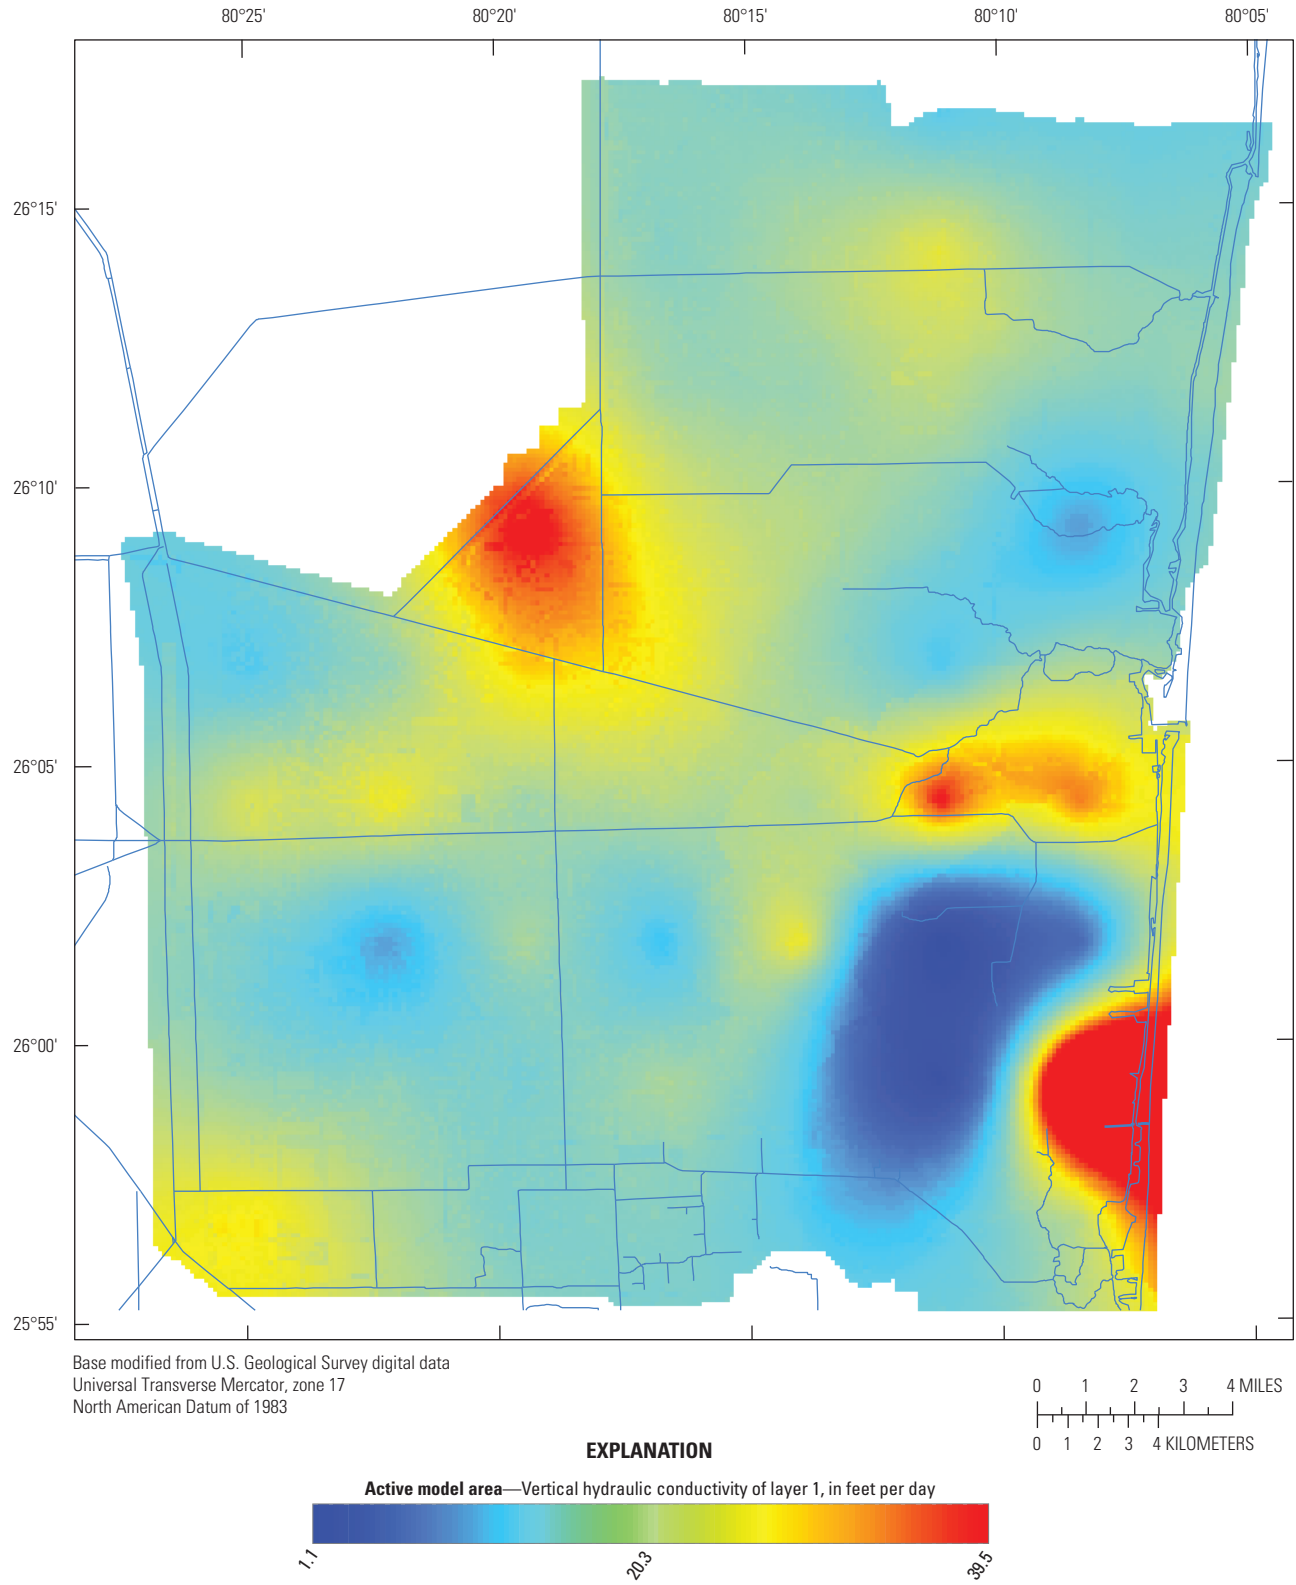 80°25' 80°20' 80°15' 80°10' 80°05'
26°15'
26°10'
26°05'
26°00'
25°55'
Base modified from U.S. Geological Survey digital data
Universal Transverse Mercator, zone 17
North American Datum of 1983
0 1 2 3 4 MILES
0 1 2 3 4 KILOMETERS
EXPLANATION
Active model area—Vertical hydraulic conductivity of layer 1, in feet per day
1.1 20.3 39.5